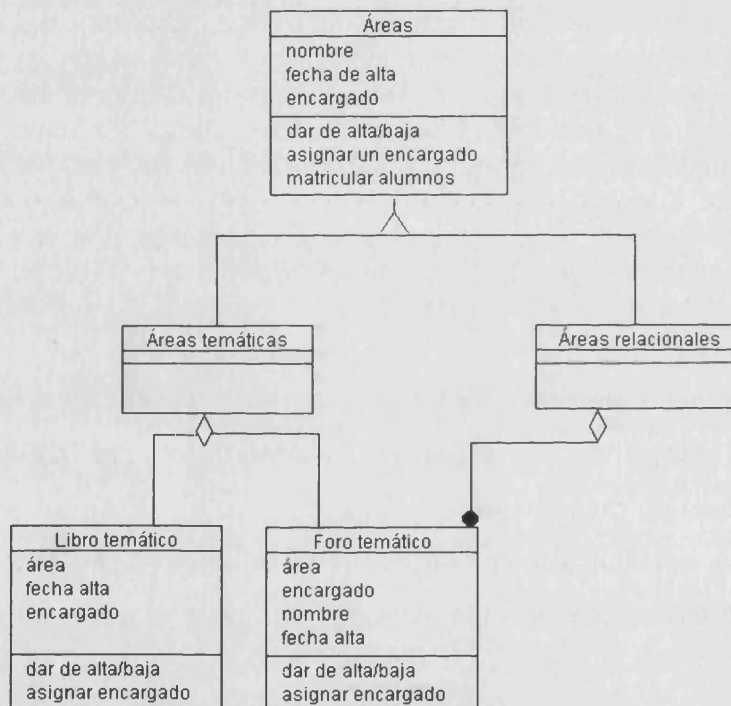 Áreas
nombre
fecha de alta
encargado
dar de alta/baja
asignar un encargado
matricular alumnos
Áreas temáticas
Áreas relacionales
Libro temático
área
fecha alta
encargado
dar de alta/baja
asignar encargado
Foro temático
área
encargado
nombre
fecha alta
dar de alta/baja
asignar encargado